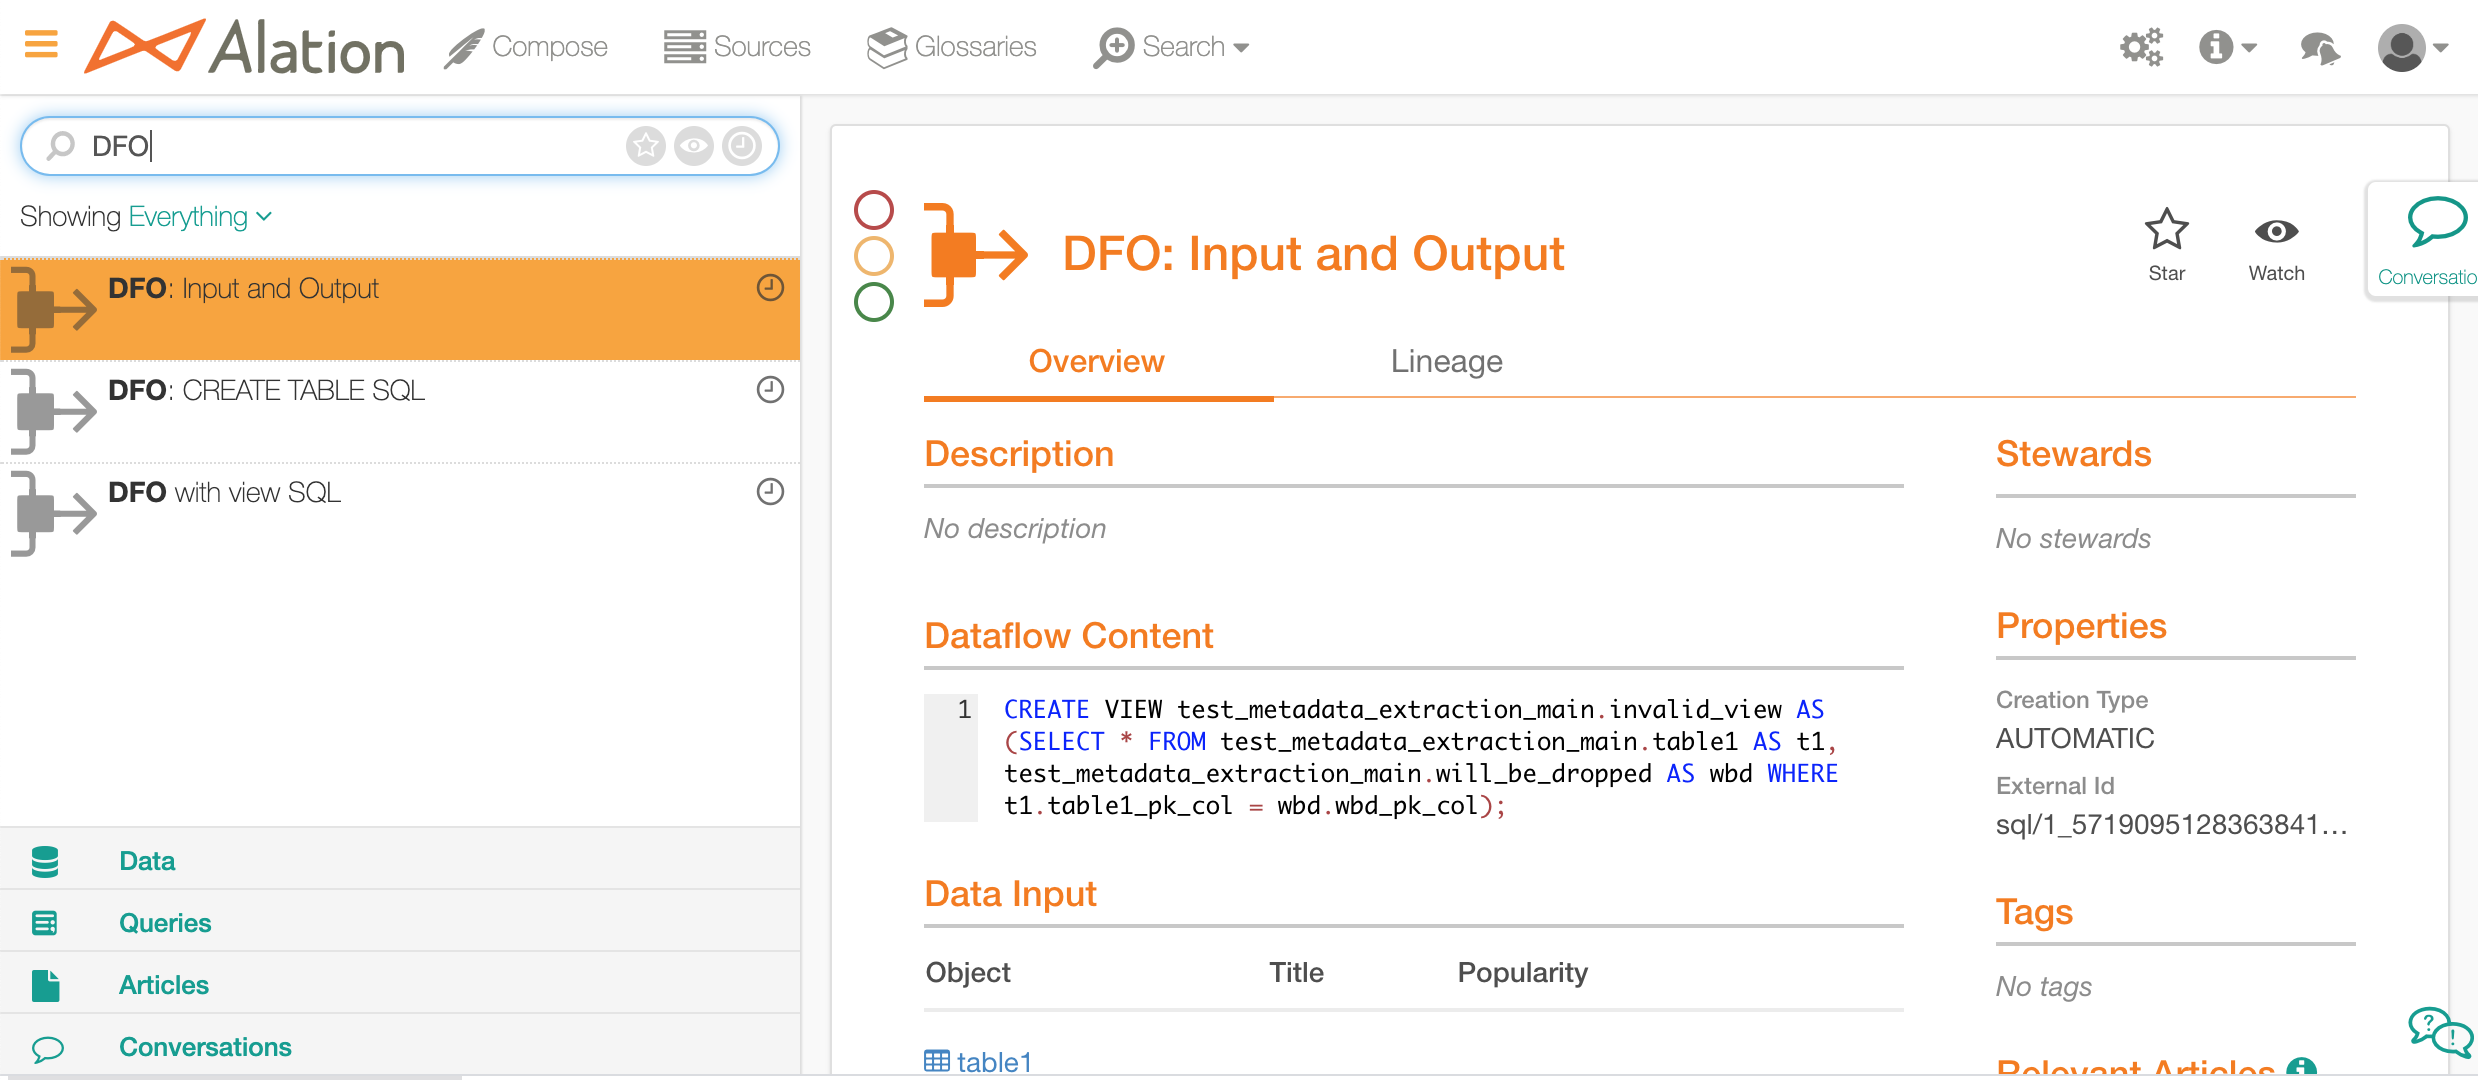 Alation
Compose
Sources
Glossaries
Search
DFO
Showing Everything
DFO: Input and Output
DFO: CREATE TABLE SQL
DFO with view SQL
Data
Queries
Articles
Conversations
DFO: Input and Output
Star
Watch
Conversatio
Overview
Lineage
Description
No description
Dataflow Content
1
CREATE VIEW test_metadata_extraction_main.invalid_view AS
(SELECT * FROM test_metadata_extraction_main.table1 AS t1,
test_metadata_extraction_main.will_be_dropped AS wbd WHERE
t1.table1_pk_col = wbd.wbd_pk_col);
Data Input
Object Title Popularity
table1
Stewards
No stewards
Properties
Creation Type
AUTOMATIC
External Id
sql/1_5719095128363841...
Tags
No tags
Relevant Articles